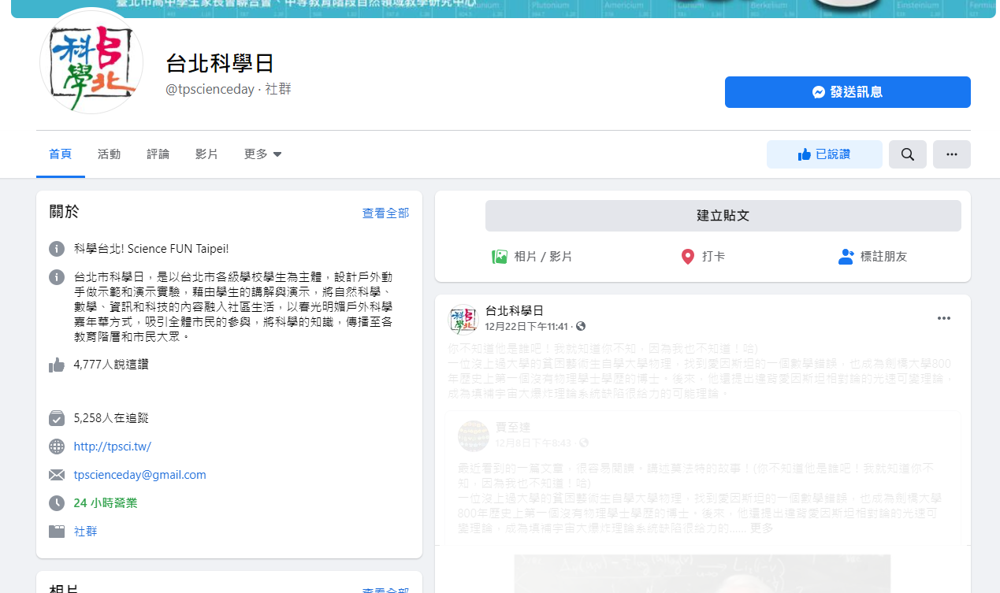 臺北市高中學生家長會聯合會、中等教育階段自然領域教學研究中心
Plutonium
Americium
Curium
Berkelium
Einsteinium
科學台北
台北科學日
@tpscienceday · 社群
發送訊息
首頁
活動
評論
影片
更多
已說讚
關於
查看全部
科學台北! Science FUN Taipei!
台北市科學日，是以台北市各級學校學生為主體，設計戶外動
手做示範和演示實驗，藉由學生的講解與演示，將自然科學、
數學、資訊和科技的內容融入社區生活，以春光明媚戶外科學
嘉年華方式，吸引全體市民的參與，將科學的知識，傳播至各
教育階層和市民大眾。
4,777人說這讚
5,258人在追蹤
http://tpsci.tw/
tpscienceday@gmail.com
24 小時營業
社群
相片
查看全部
建立貼文
相片 / 影片
打卡
標註朋友
台北科學日
12月22日下午11:41 ·
你不知道他是誰吧！我就知道你不知，因為我也不知道！哈)
一位沒上過大學的貧困藝術生自學大學物理，找到愛因斯坦的一個數學錯誤，也成為劍橋大學800
年歷史上第一個沒有物理學士學歷的博士。後來，他還提出違背愛因斯坦相對論的光速可變理論，
成為填補宇宙大爆炸理論系統缺陷很給力的可能理論。
賈至達
12月8日下午8:43 ·
最近看到的一篇文章，很容易閱讀。講述莫法特的故事！(你不知道他是誰吧！我就知道你不
知，因為我也不知道！哈)
一位沒上過大學的貧困藝術生自學大學物理，找到愛因斯坦的一個數學錯誤，也成為劍橋大學
800年歷史上第一個沒有物理學士學歷的博士。後來，他還提出違背愛因斯坦相對論的光速可
變理論，成為填補宇宙大爆炸理論系統缺陷很給力的...... 更多